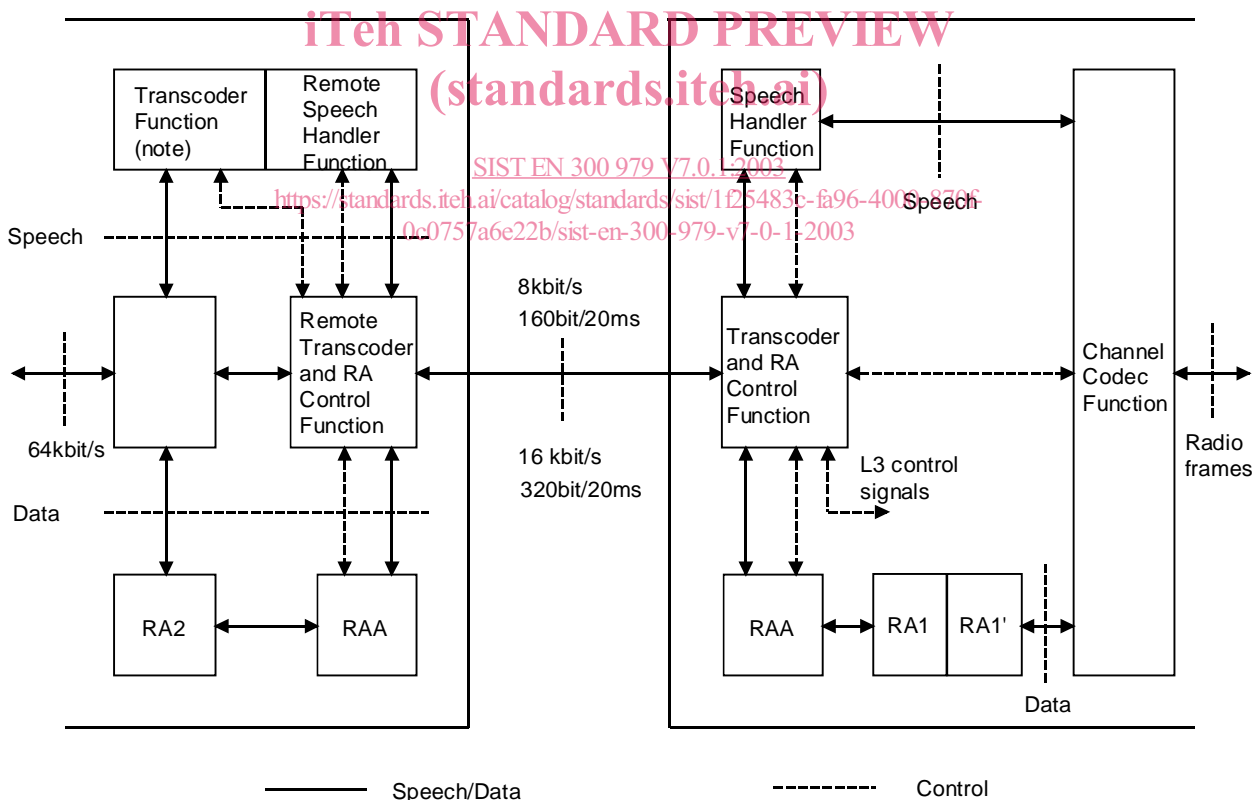 iTeh STANDARD PREVIEW
(standards.iteh.ai)
SIST EN 300 979 V7.0.1:2003
https://standards.iteh.ai/catalog/standards/sist/1f25483c-fa96-4000-879f-
0c0757a6e22b/sist-en-300-979-v7-0-1-2003
Transcoder
Function
(note)
Remote
Speech
Handler
Function
Speech
Handler
Function
Speech
Speech
8kbit/s
160bit/20ms
Remote
Transcoder
and RA
Control
Function
Transcoder
and RA
Control
Function
Channel
Codec
Function
64kbit/s
16 kbit/s
320bit/20ms
L3 control
signals
Radio
frames
Data
RA2
RAA
RAA
RA1
RA1'
Data
Speech/Data
Control